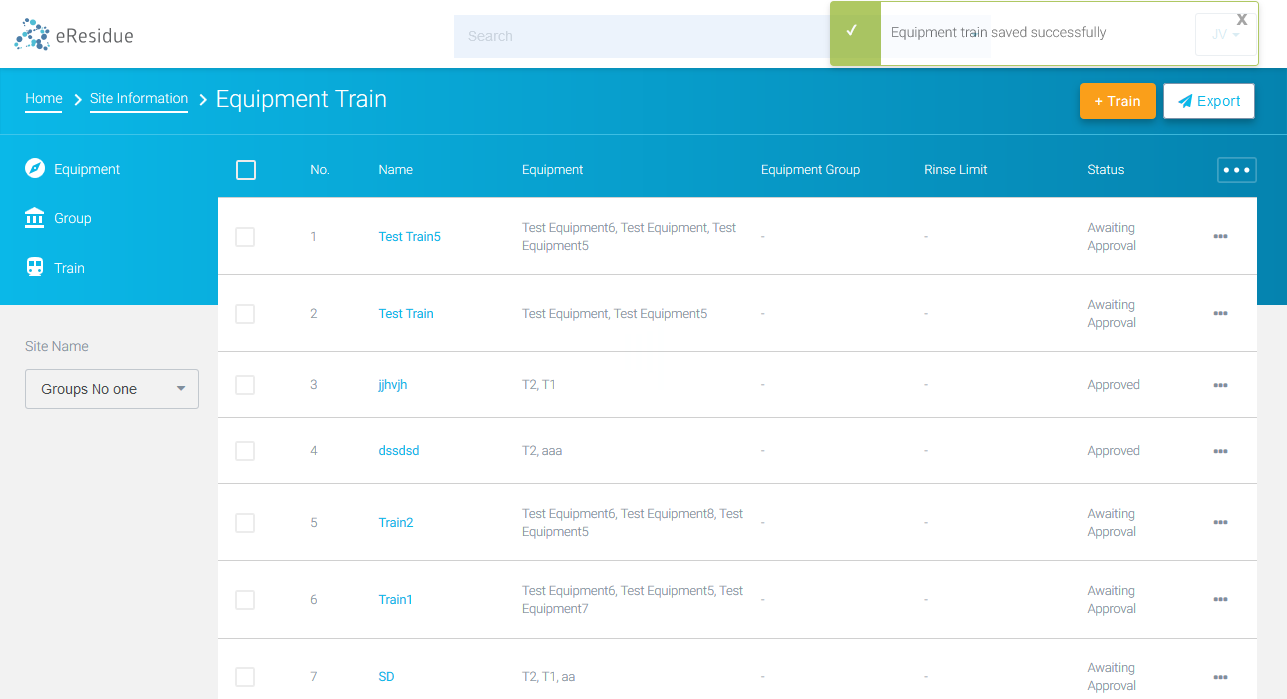 eResidue
Search
✓ Equipment train saved successfully X
JV
Home > Site Information > Equipment Train
+ Train Export
Equipment
Group
Train
Site Name
Groups No one
No. Name Equipment Equipment Group Rinse Limit Status •••
1 Test Train5 Test Equipment6, Test Equipment, Test - - Awaiting
Equipment5 Approval
2 Test Train Test Equipment, Test Equipment5 - - Awaiting
Approval
3 jjhvjh T2, T1 - - Approved
4 dssdsd T2, aaa - - Approved
5 Train2 Test Equipment6, Test Equipment8, Test - - Awaiting
Equipment5 Approval
6 Train1 Test Equipment6, Test Equipment5, Test - - Awaiting
Equipment7 Approval
7 SD T2, T1, aa - - Awaiting
Approval